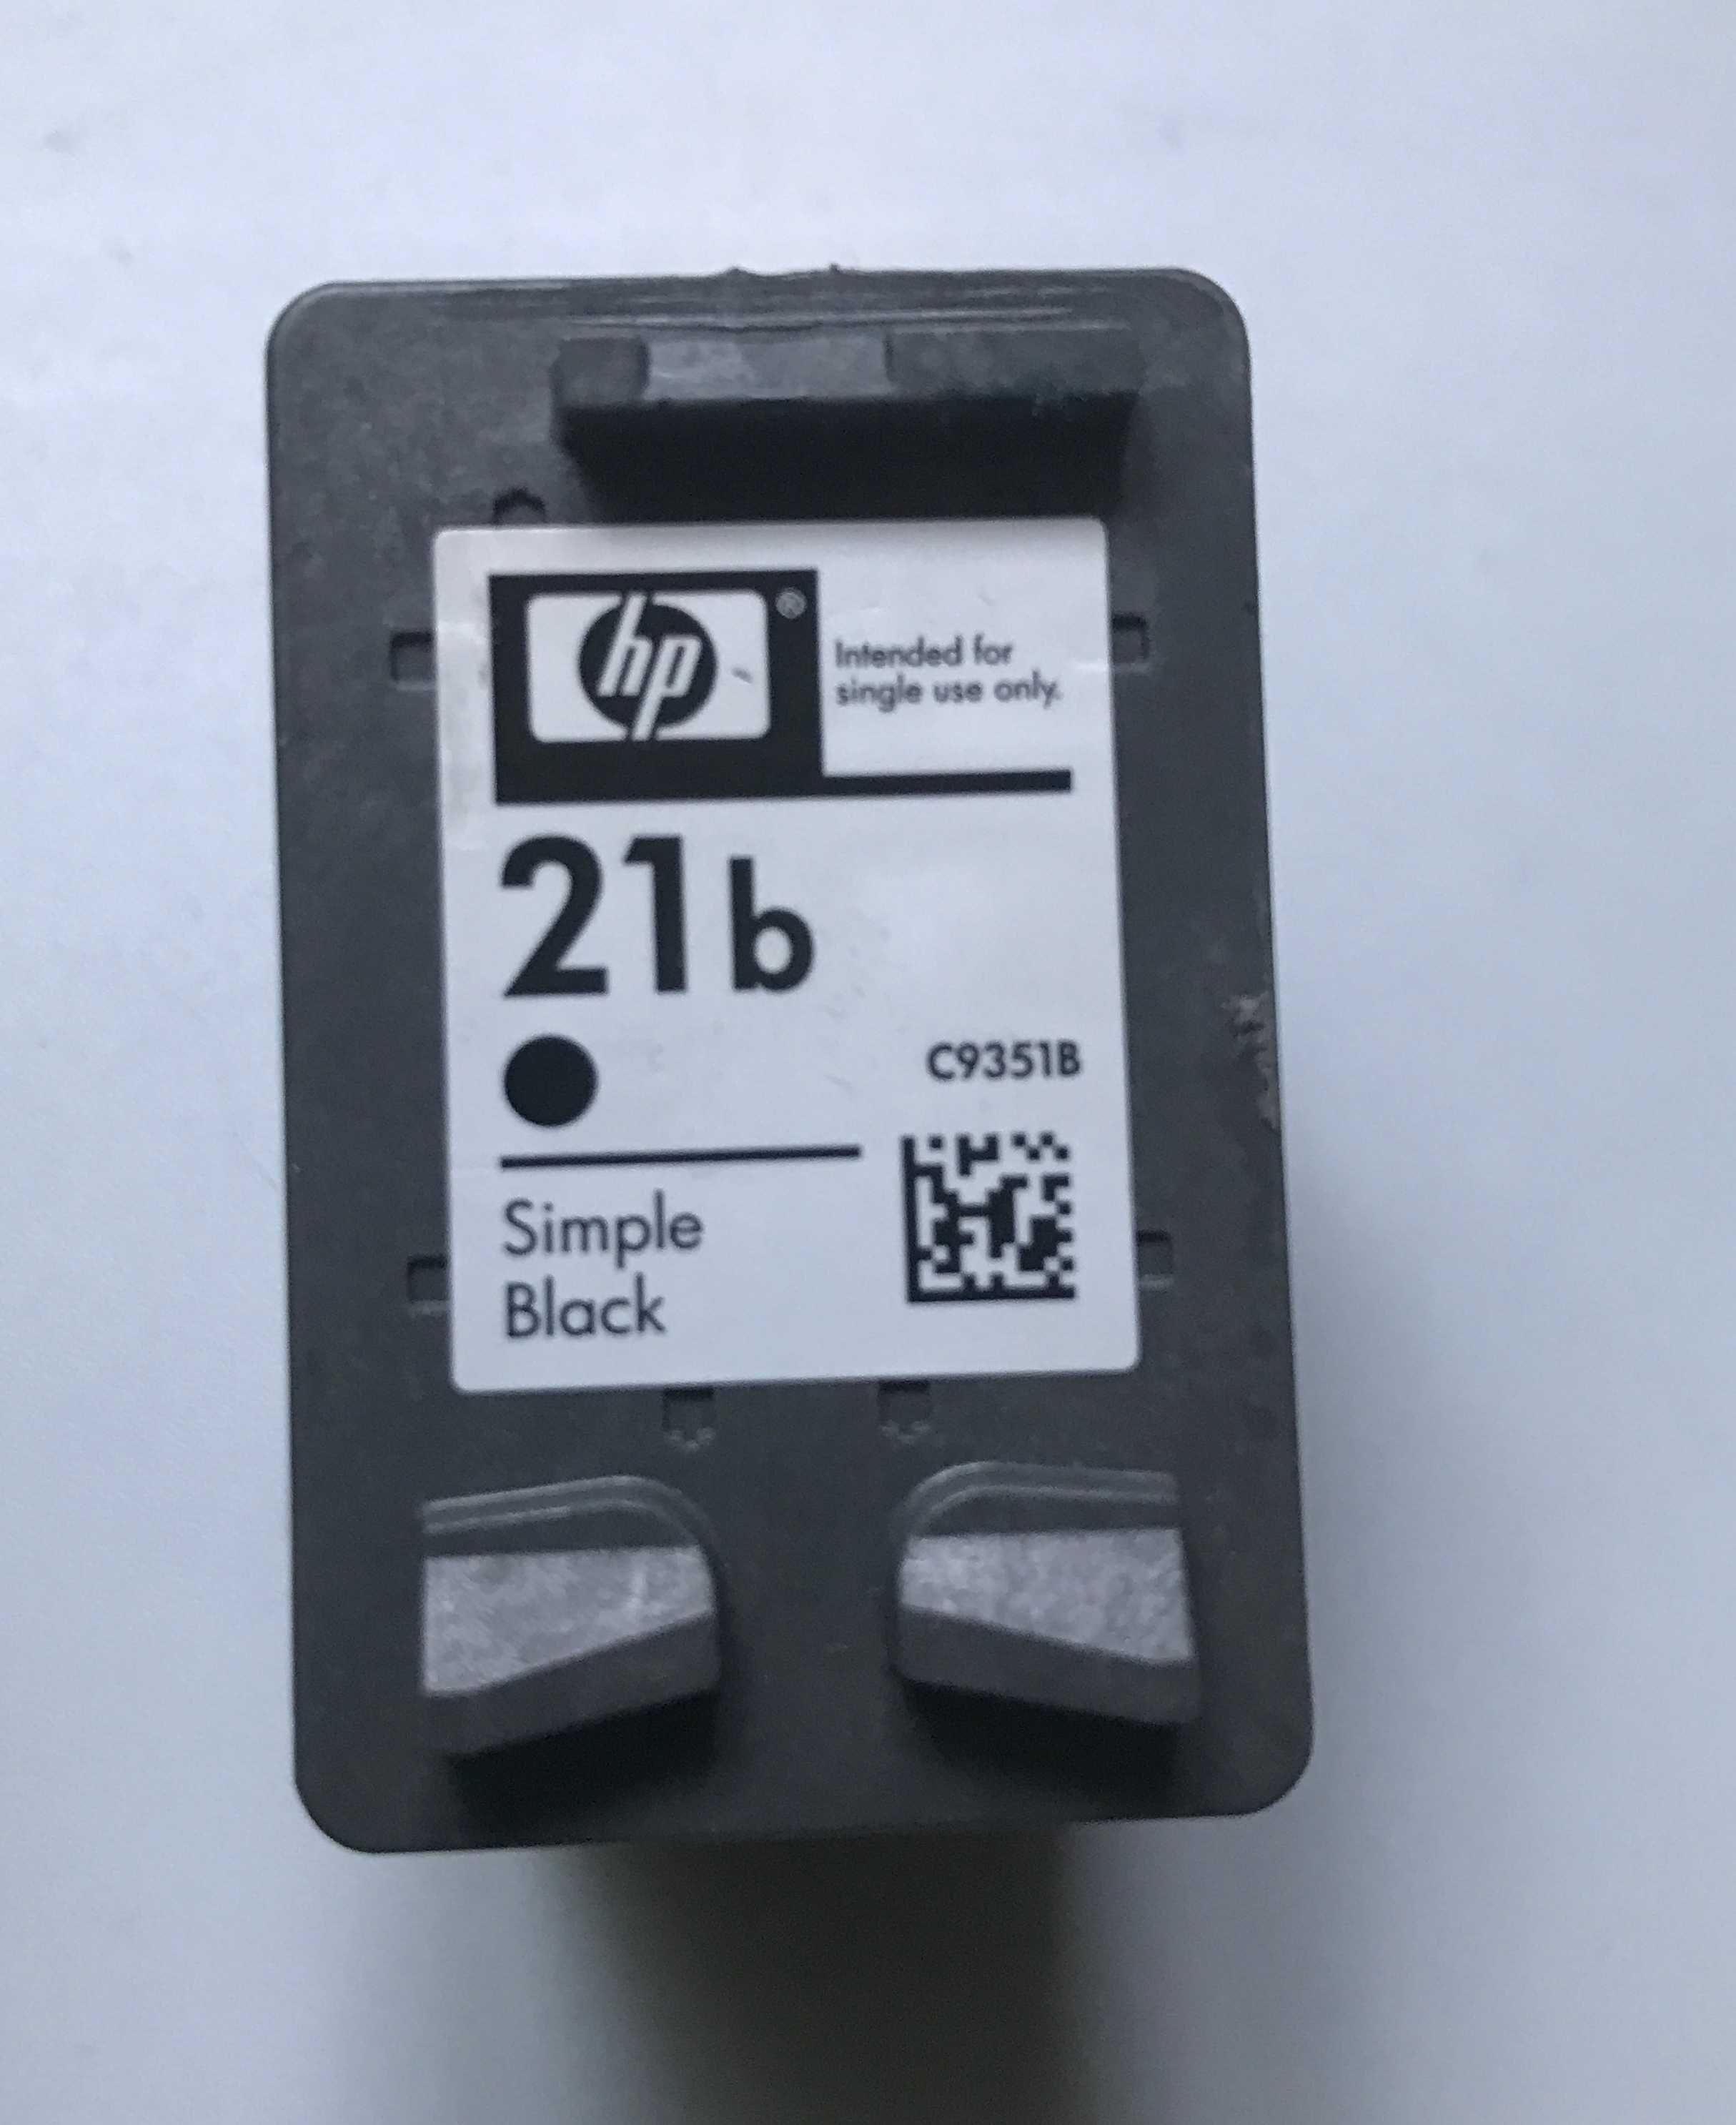 hp®
Intended for
single use only.
21b
C9351B
Simple
Black